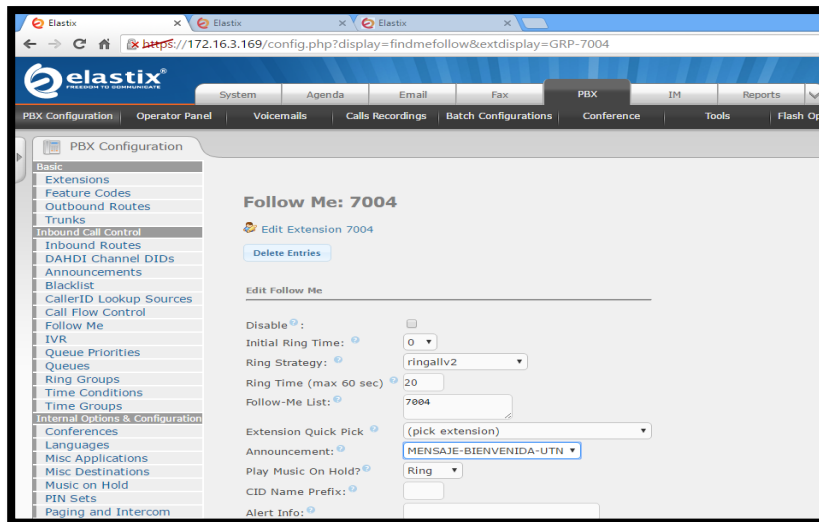 Elastix Elastix Elastix
https://172.16.3.169/config.php?display=findmefollow&extdisplay=GRP-7004
elastix®
FREEDOM TO COMMUNICATE
System Agenda Email Fax PBX IM Reports
PBX Configuration Operator Panel Voicemails Calls Recordings Batch Configurations Conference Tools Flash Op
PBX Configuration
Basic
Extensions
Feature Codes
Outbound Routes
Trunks
Inbound Call Control
Inbound Routes
DAHDI Channel DIDs
Announcements
Blacklist
CallerID Lookup Sources
Call Flow Control
Follow Me
IVR
Queue Priorities
Queues
Ring Groups
Time Conditions
Time Groups
Internal Options & Configuration
Conferences
Languages
Misc Applications
Misc Destinations
Music on Hold
PIN Sets
Paging and Intercom
Follow Me: 7004
Edit Extension 7004
Delete Entries
Edit Follow Me
Disable?:
Initial Ring Time: ? 0
Ring Strategy: ? ringallv2
Ring Time (max 60 sec) ? 20
Follow-Me List:? 7004
Extension Quick Pick ? (pick extension)
Announcement:? MENSAJE-BIENVENIDA-UTN
Play Music On Hold?? Ring
CID Name Prefix:?
Alert Info:?